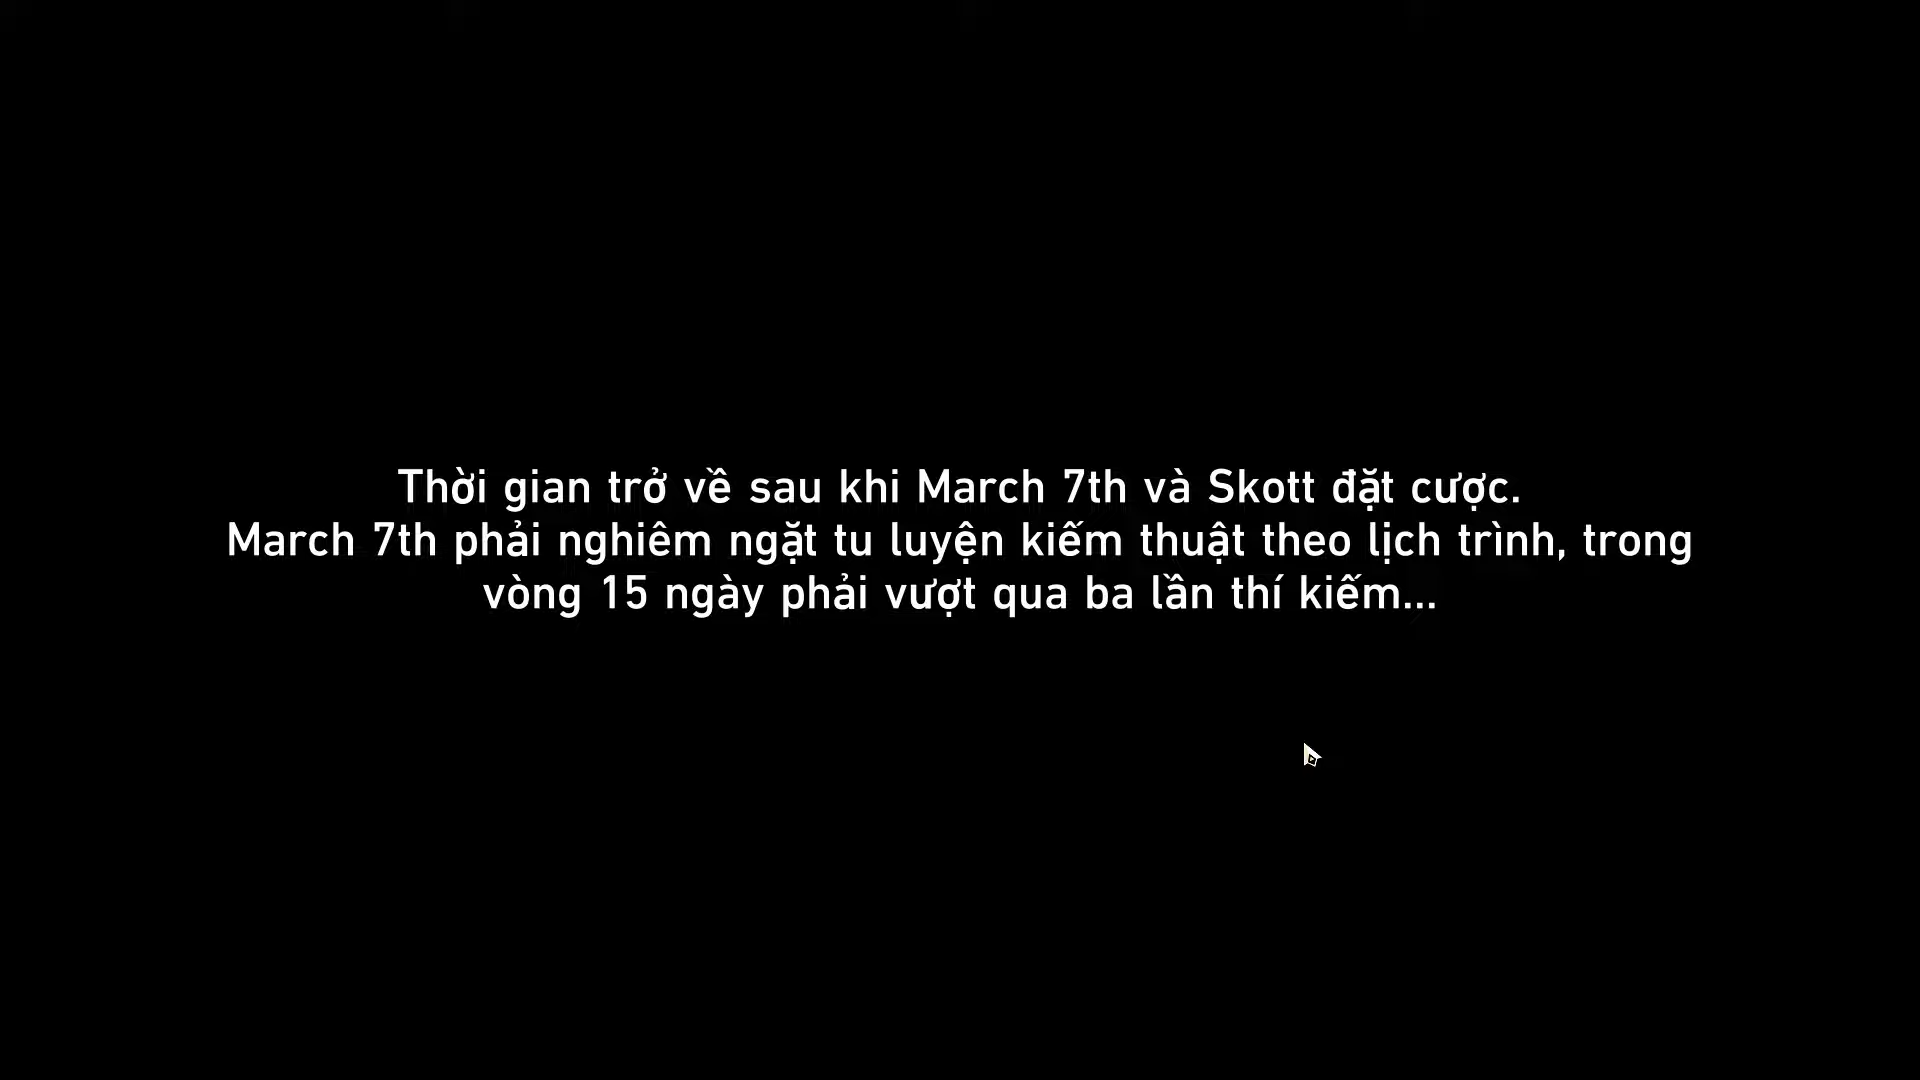 Thời gian trở về sau khi March 7th và Skott đặt cược.
March 7th phải nghiêm ngặt tu luyện kiếm thuật theo lịch trình, trong
vòng 15 ngày phải vượt qua ba lần thí kiếm...